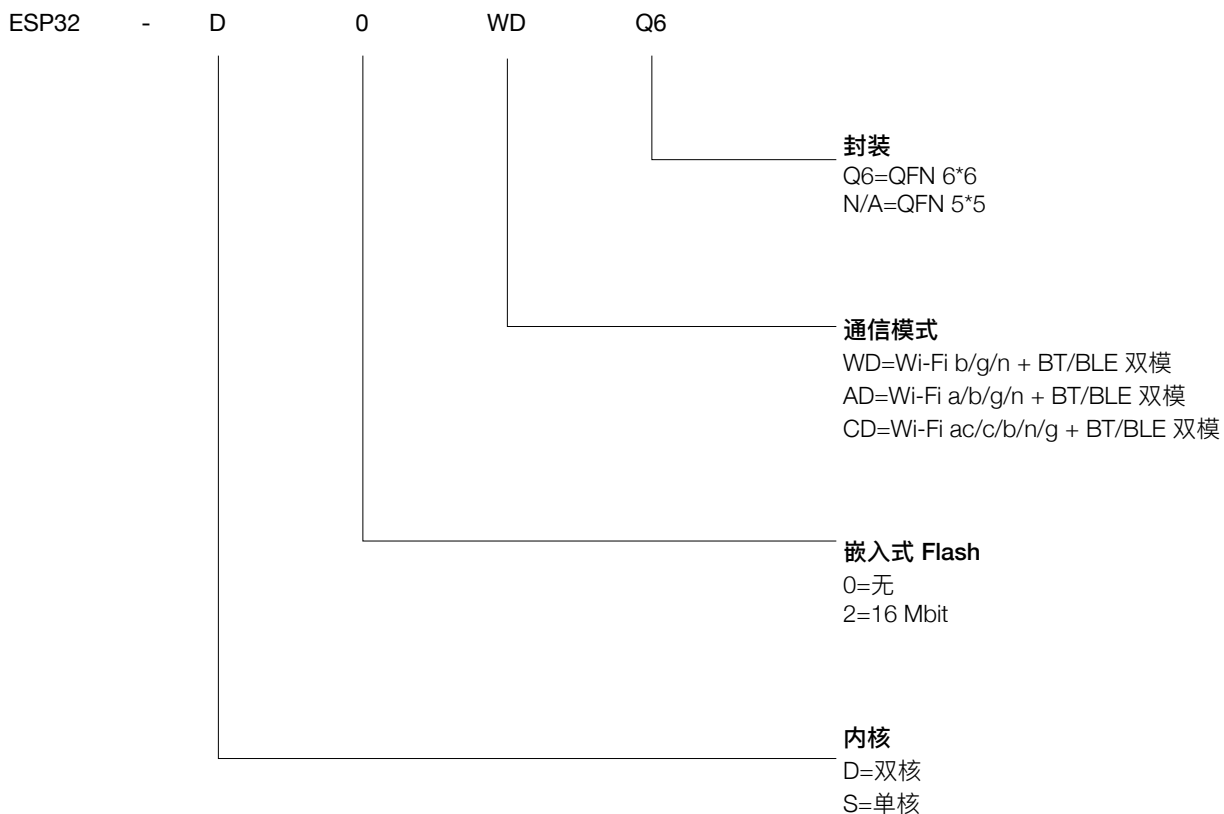 ESP32 - D 0 WD Q6
封装
Q6=QFN 6*6
N/A=QFN 5*5
通信模式
WD=Wi-Fi b/g/n + BT/BLE 双模
AD=Wi-Fi a/b/g/n + BT/BLE 双模
CD=Wi-Fi ac/c/b/n/g + BT/BLE 双模
嵌入式 Flash
0=无
2=16 Mbit
内核
D=双核
S=单核